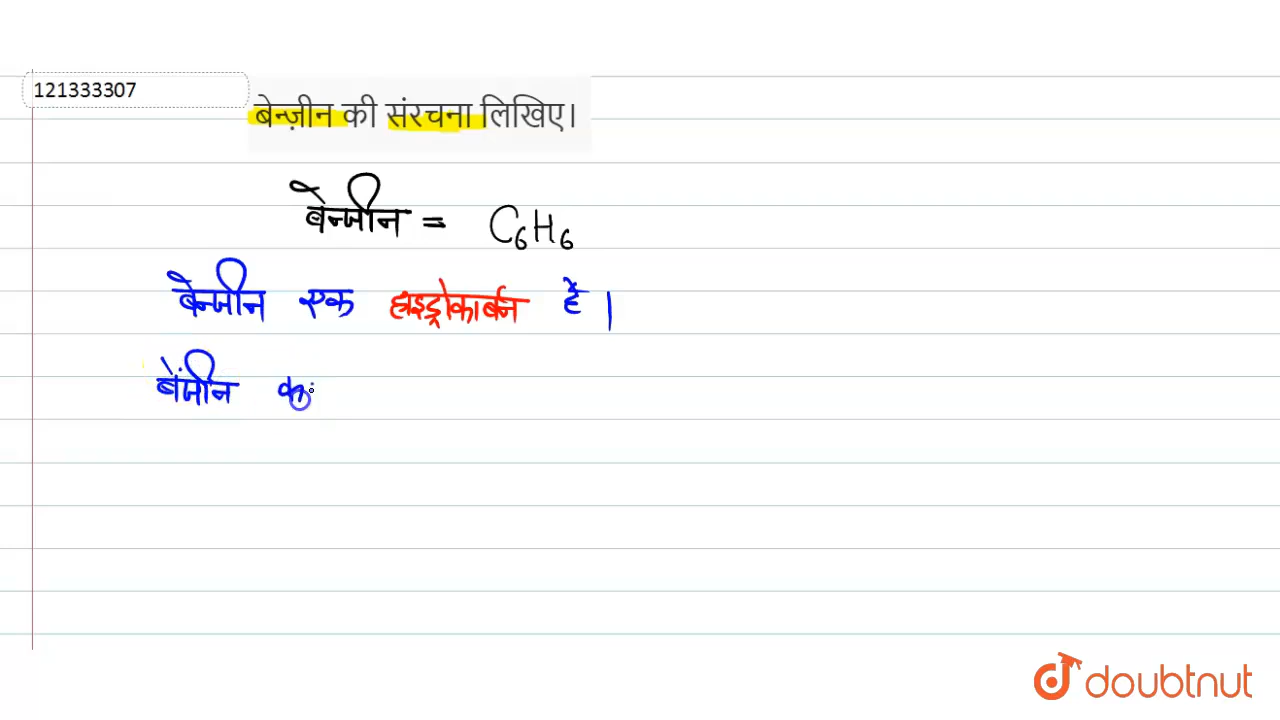 121333307
बेन्ज़ीन की संरचना लिखिए।
बेन्जीन = C₆H₆
बेन्जीन एक हाइड्रोकार्बन है।
बेंजीन क
doubtnut